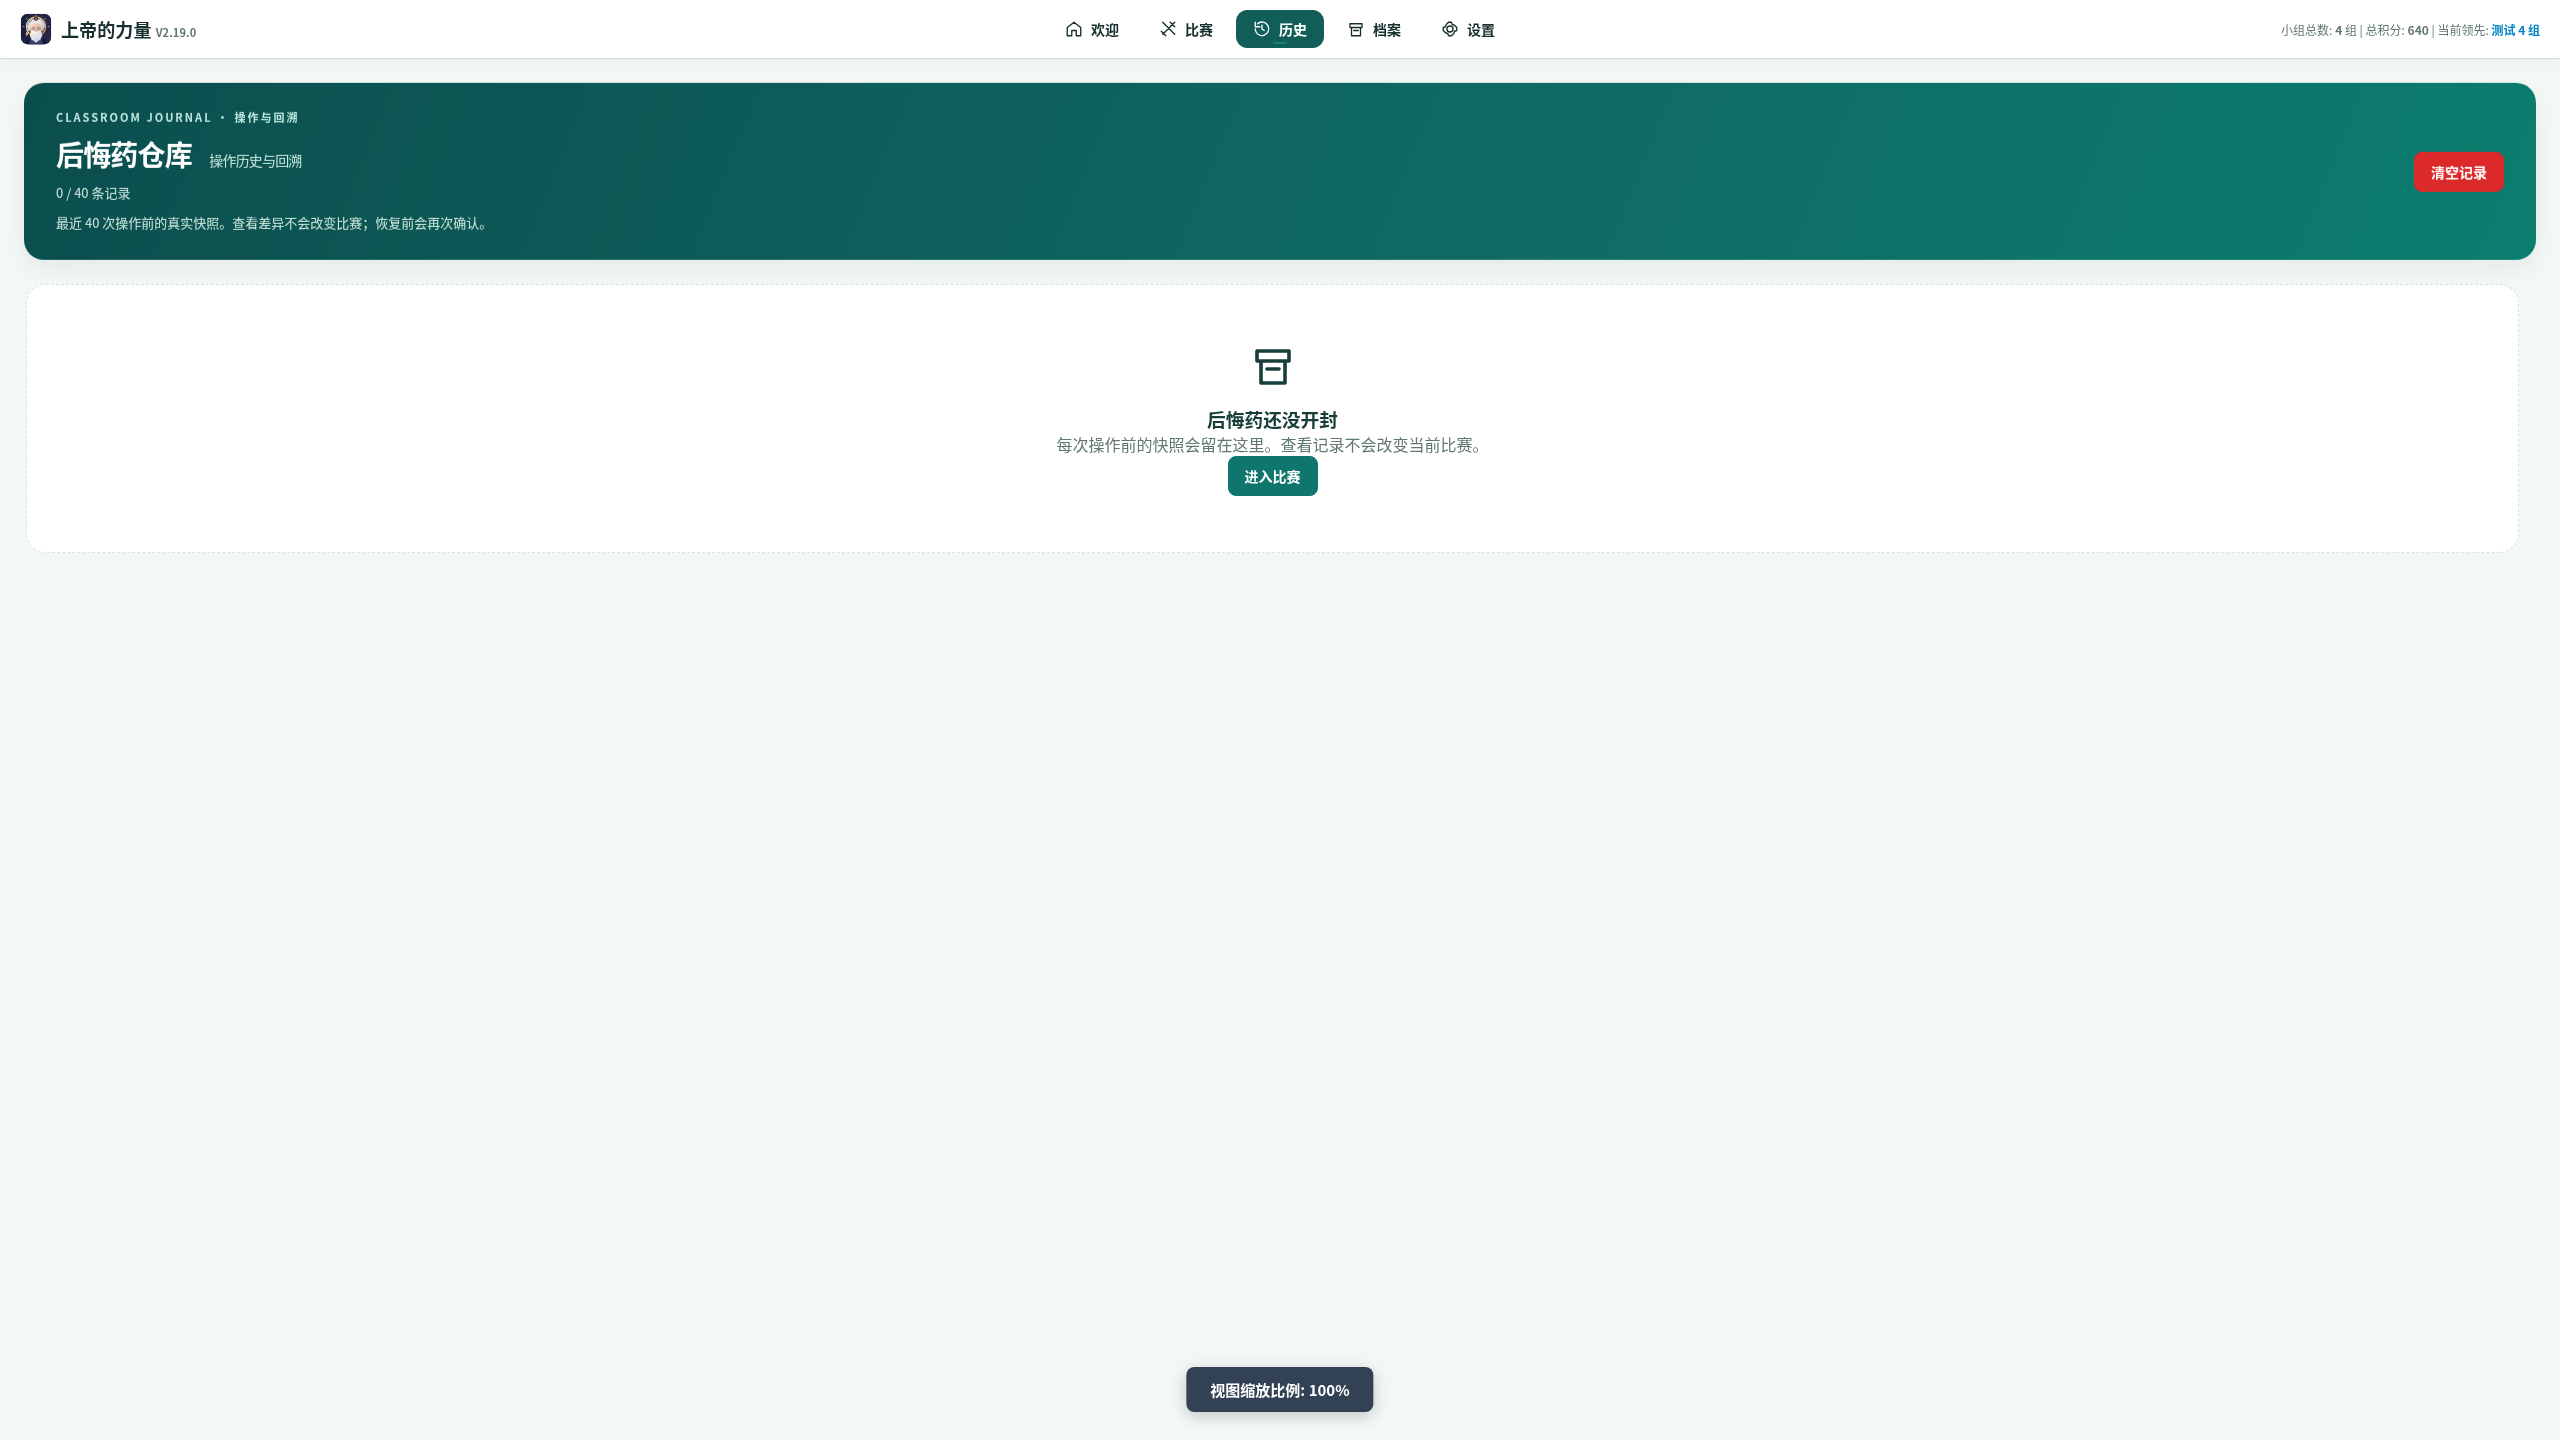 上帝的力量 V2.19.0
欢迎
比赛
历史
档案
设置
小组总数: 4 组 | 总积分: 640 | 当前领先: 测试 4 组
CLASSROOM JOURNAL · 操作与回溯
后悔药仓库 操作历史与回溯
0 / 40 条记录
最近 40 次操作前的真实快照。查看差异不会改变比赛；恢复前会再次确认。
清空记录
后悔药还没开封
每次操作前的快照会留在这里。查看记录不会改变当前比赛。
进入比赛
视图缩放比例: 100%